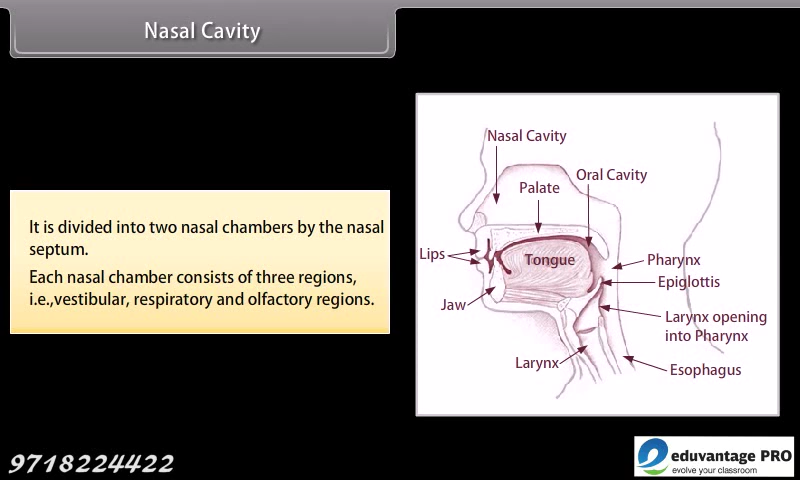 Nasal Cavity
It is divided into two nasal chambers by the nasal
septum.
Each nasal chamber consists of three regions,
i.e.,vestibular, respiratory and olfactory regions.
Nasal Cavity
Oral Cavity
Palate
Lips
Tongue
Pharynx
Epiglottis
Jaw
Larynx opening
into Pharynx
Larynx
Esophagus
9718224422
eduvantage PRO
evolve your classroom